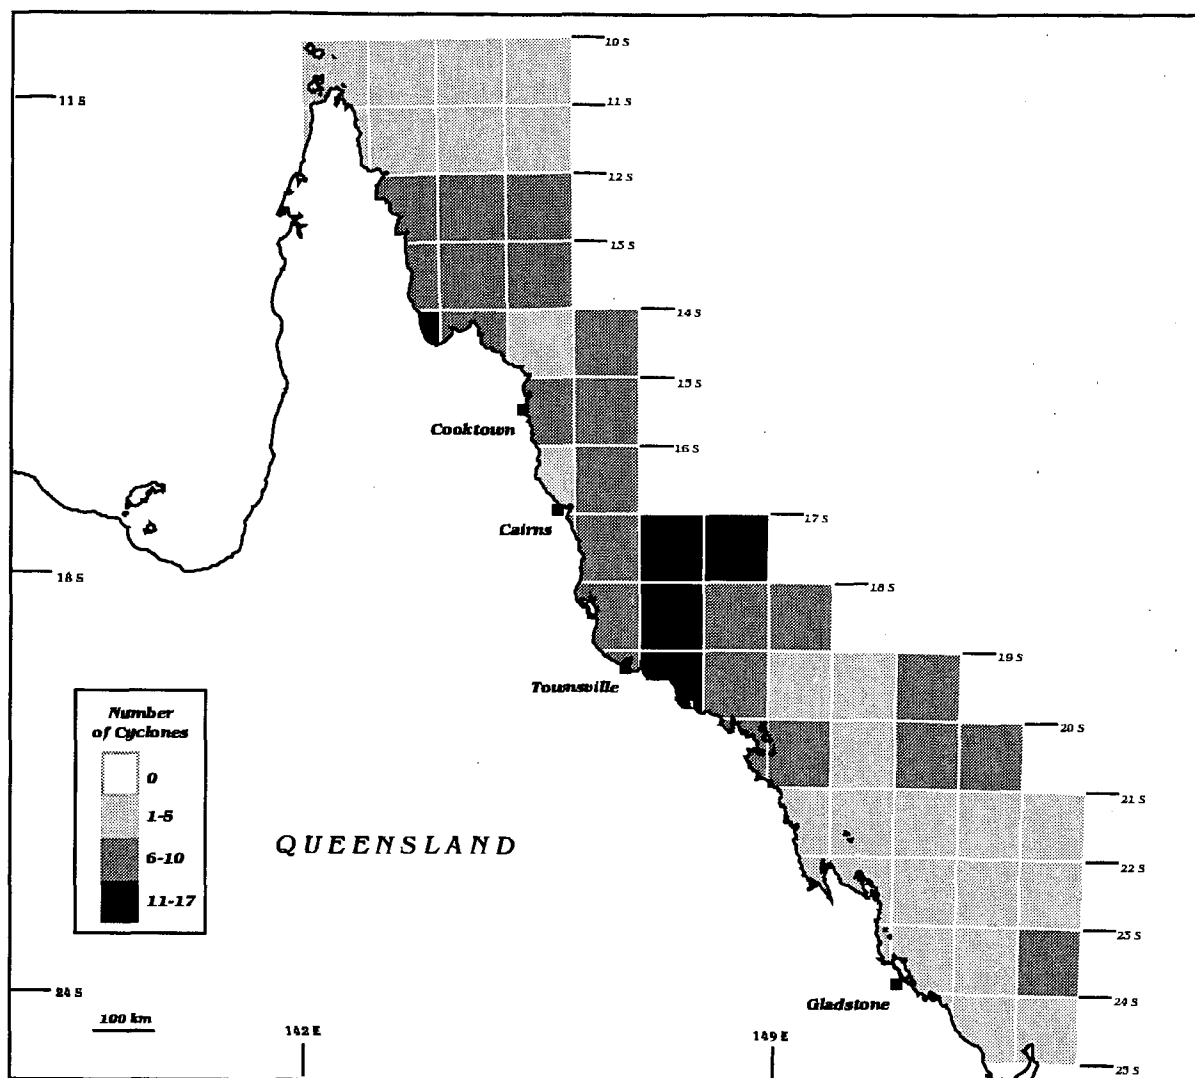 10 S
11 S
11 S
12 S
13 S
14 S
15 S
Cooktown
16 S
Cairns
17 S
18 S
18 S
19 S
Townsville
Number
of Cyclones
0
1-5
6-10
11-17
20 S
21 S
QUEENSLAND
22 S
23 S
24 S
24 S
Gladstone
100 km
142 E
149 E
25 S